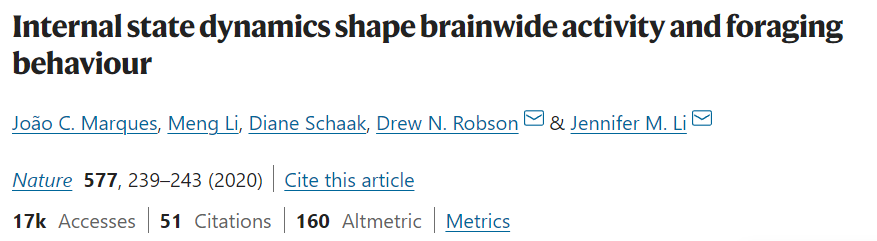 Internal state dynamics shape brainwide activity and foraging
behaviour
João C. Marques, Meng Li, Diane Schaak, Drew N. Robson & Jennifer M. Li
Nature 577, 239–243 (2020) Cite this article
17k Accesses 51 Citations 160 Altmetric Metrics